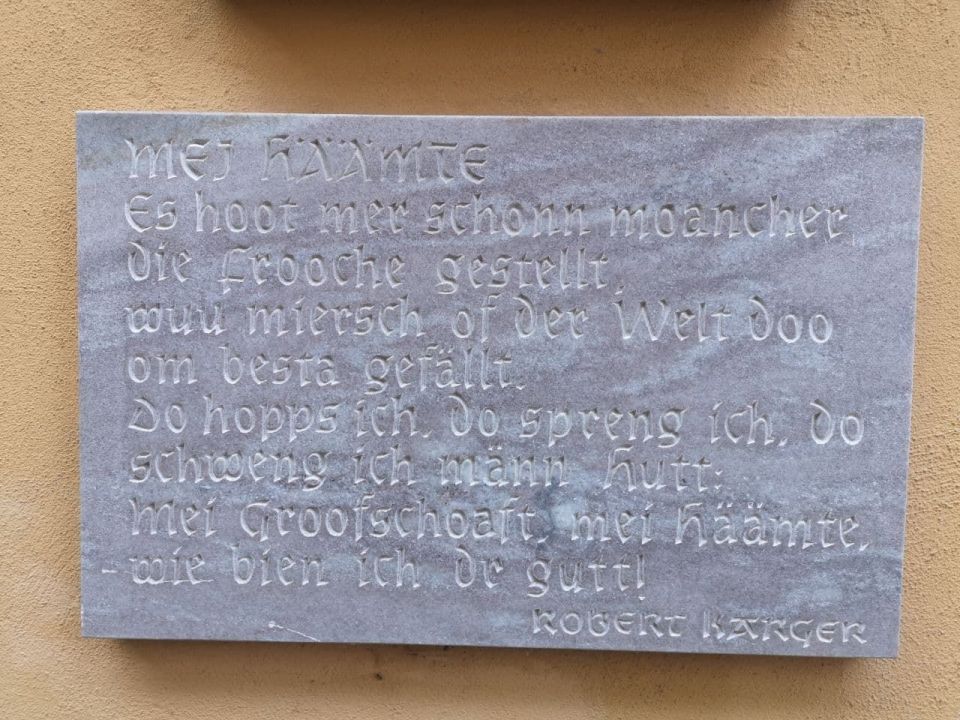 MEI HÄÄMTE
Es hoot mer schonn moancher,
die Frooche gestellt,
wuu miersch of der Welt doo
om besta gefällt.
Do hopps ich, do spreng ich, do
schweng ich männ Hutt:
Mei Groofschoaft, mei Häämte,
- wie bien ich dr gutt!
ROBERT KARGER